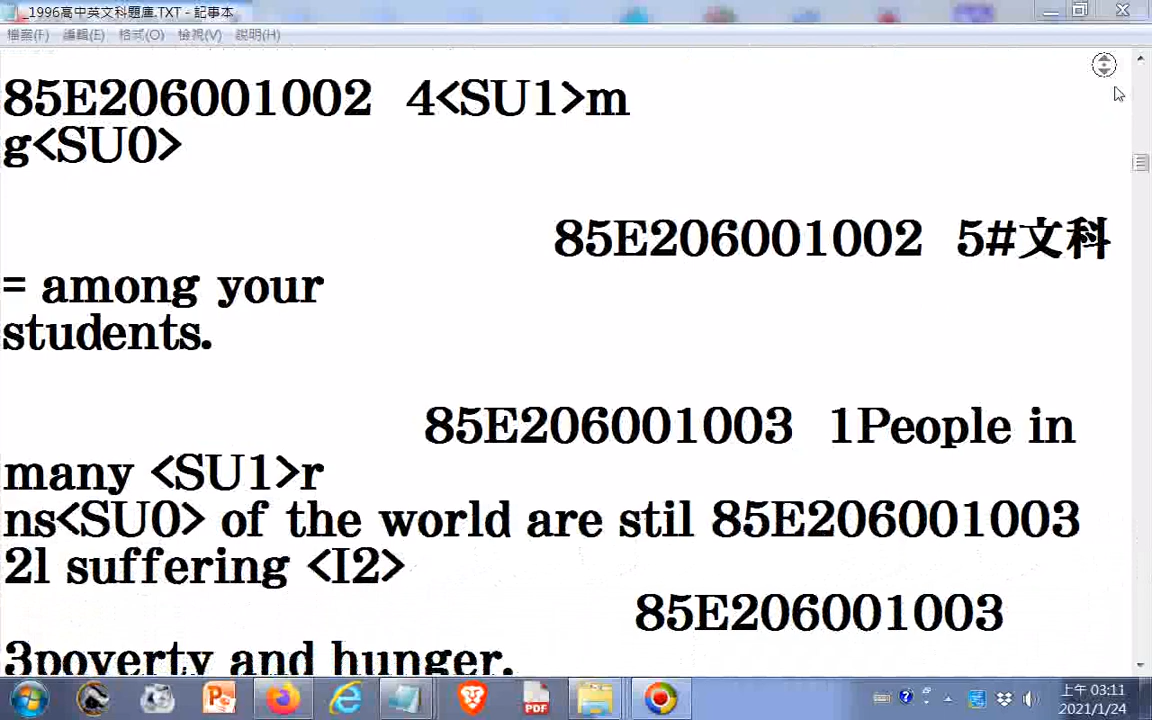 _1996高中英文科題庫.TXT - 記事本
檔案(F) 編輯(E) 格式(O) 檢視(V) 說明(H)
85E206001002 4<SU1>m
g<SU0>
85E206001002 5#文科
= among your
students.
85E206001003 1People in
many <SU1>r
ns<SU0> of the world are stil 85E206001003
2l suffering <I2>
85E206001003
3poverty and hunger.
PDF
上午 03:11
2021/1/24